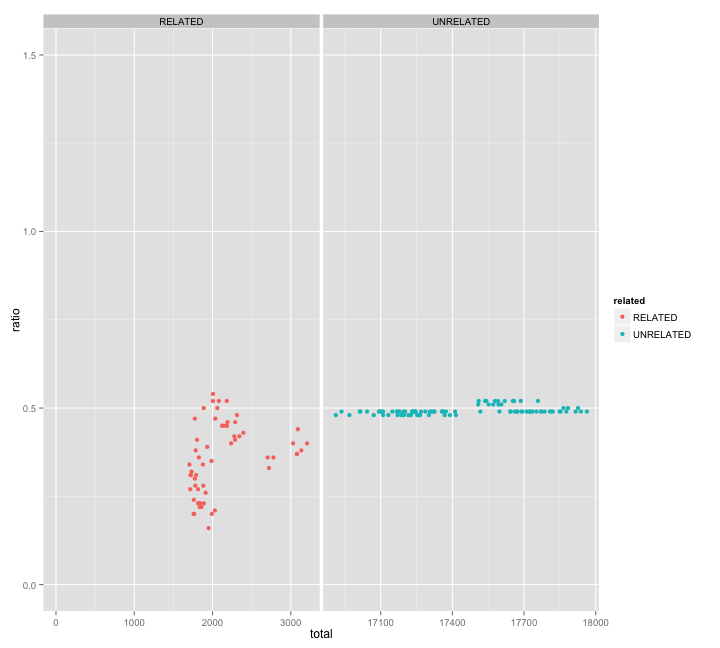 RELATED UNRELATED
1.5
1.0
0.5
0.0
ratio
0 1000 2000 3000 17100 17400 17700 18000
total
related
RELATED
UNRELATED